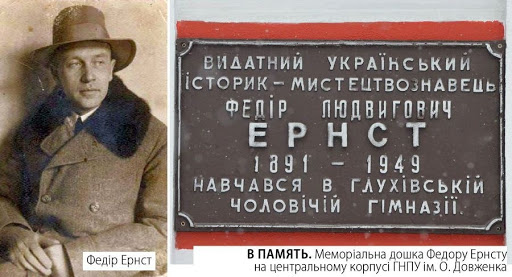 ВИДАТНИЙ УКРАЇНСЬКИЙ
ІСТОРИК – МИСТЕЦТВОЗНАВЕЦЬ
ФЕДІР ЛЮДВИГОВИЧ
ЕРНСТ
1891 – 1949
НАВЧАВСЯ В ГЛУХІВСЬКІЙ
ЧОЛОВІЧІЙ ГІМНАЗІЇ.
Федір Ернст
В ПАМЯТЬ. Меморіальна дошка Федору Ернсту
на центральному корпусі ГНПУ ім. О. Довженка